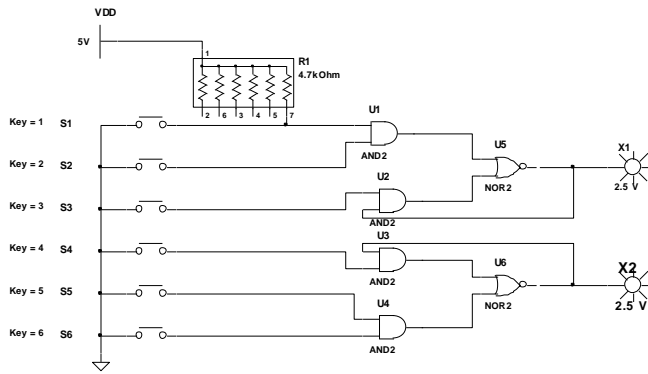 VDD
5V
1
R1
4.7kOhm
2 6 3 4 5 7
Key = 1 S1
U1
AND2
Key = 2 S2
U5
NOR2
X1
2.5 V
U2
AND2
Key = 3 S3
U3
AND2
Key = 4 S4
U6
NOR2
X2
2.5 V
Key = 5 S5
U4
AND2
Key = 6 S6